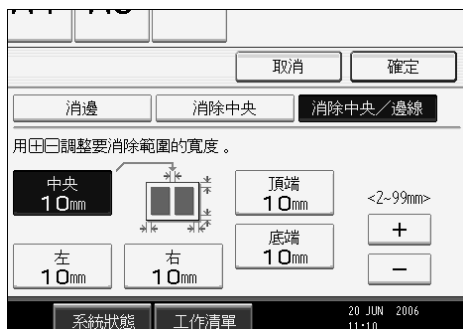 取消 確定
消邊 消除中央 消除中央／邊線
用⊞⊟調整要消除範圍的寬度。
中央
10mm
頂端
10mm
<2~99mm>
+
底端
10mm
−
左
10mm
右
10mm
系統狀態 工作清單
20 JUN 2006
11:10